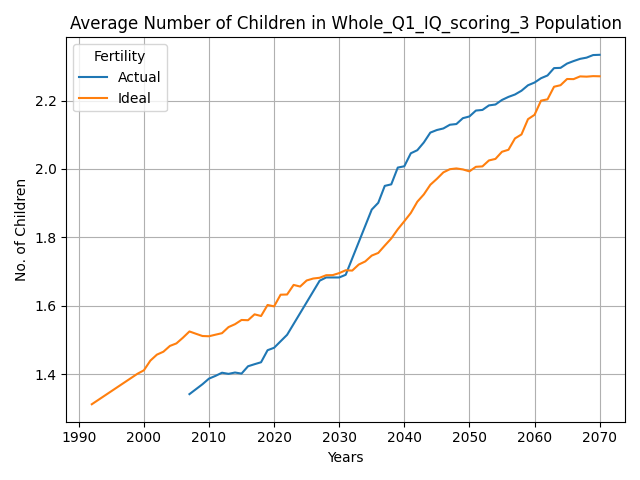 Average Number of Children in Whole_Q1_IQ_scoring_3 Population
Fertility
Actual
Ideal
No. of Children
2.2
2.0
1.8
1.6
1.4
1990 2000 2010 2020 2030 2040 2050 2060 2070
Years